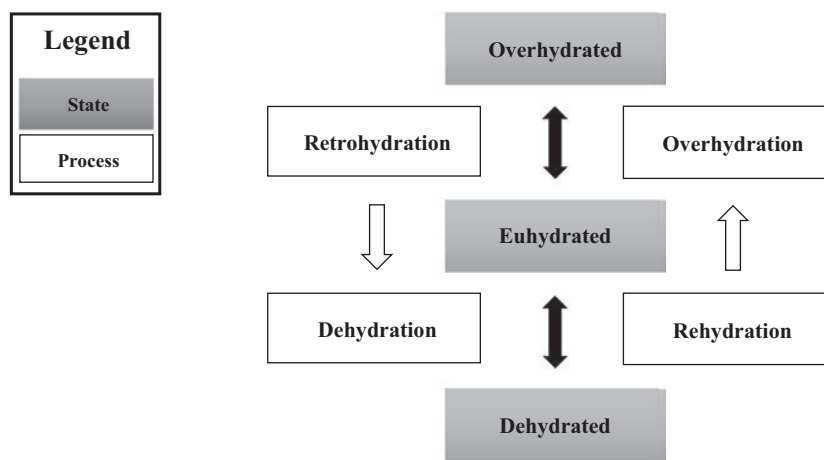 Legend
State
Process
Overhydrated
Retrohydration
Overhydration
Euhydrated
Dehydration
Rehydration
Dehydrated